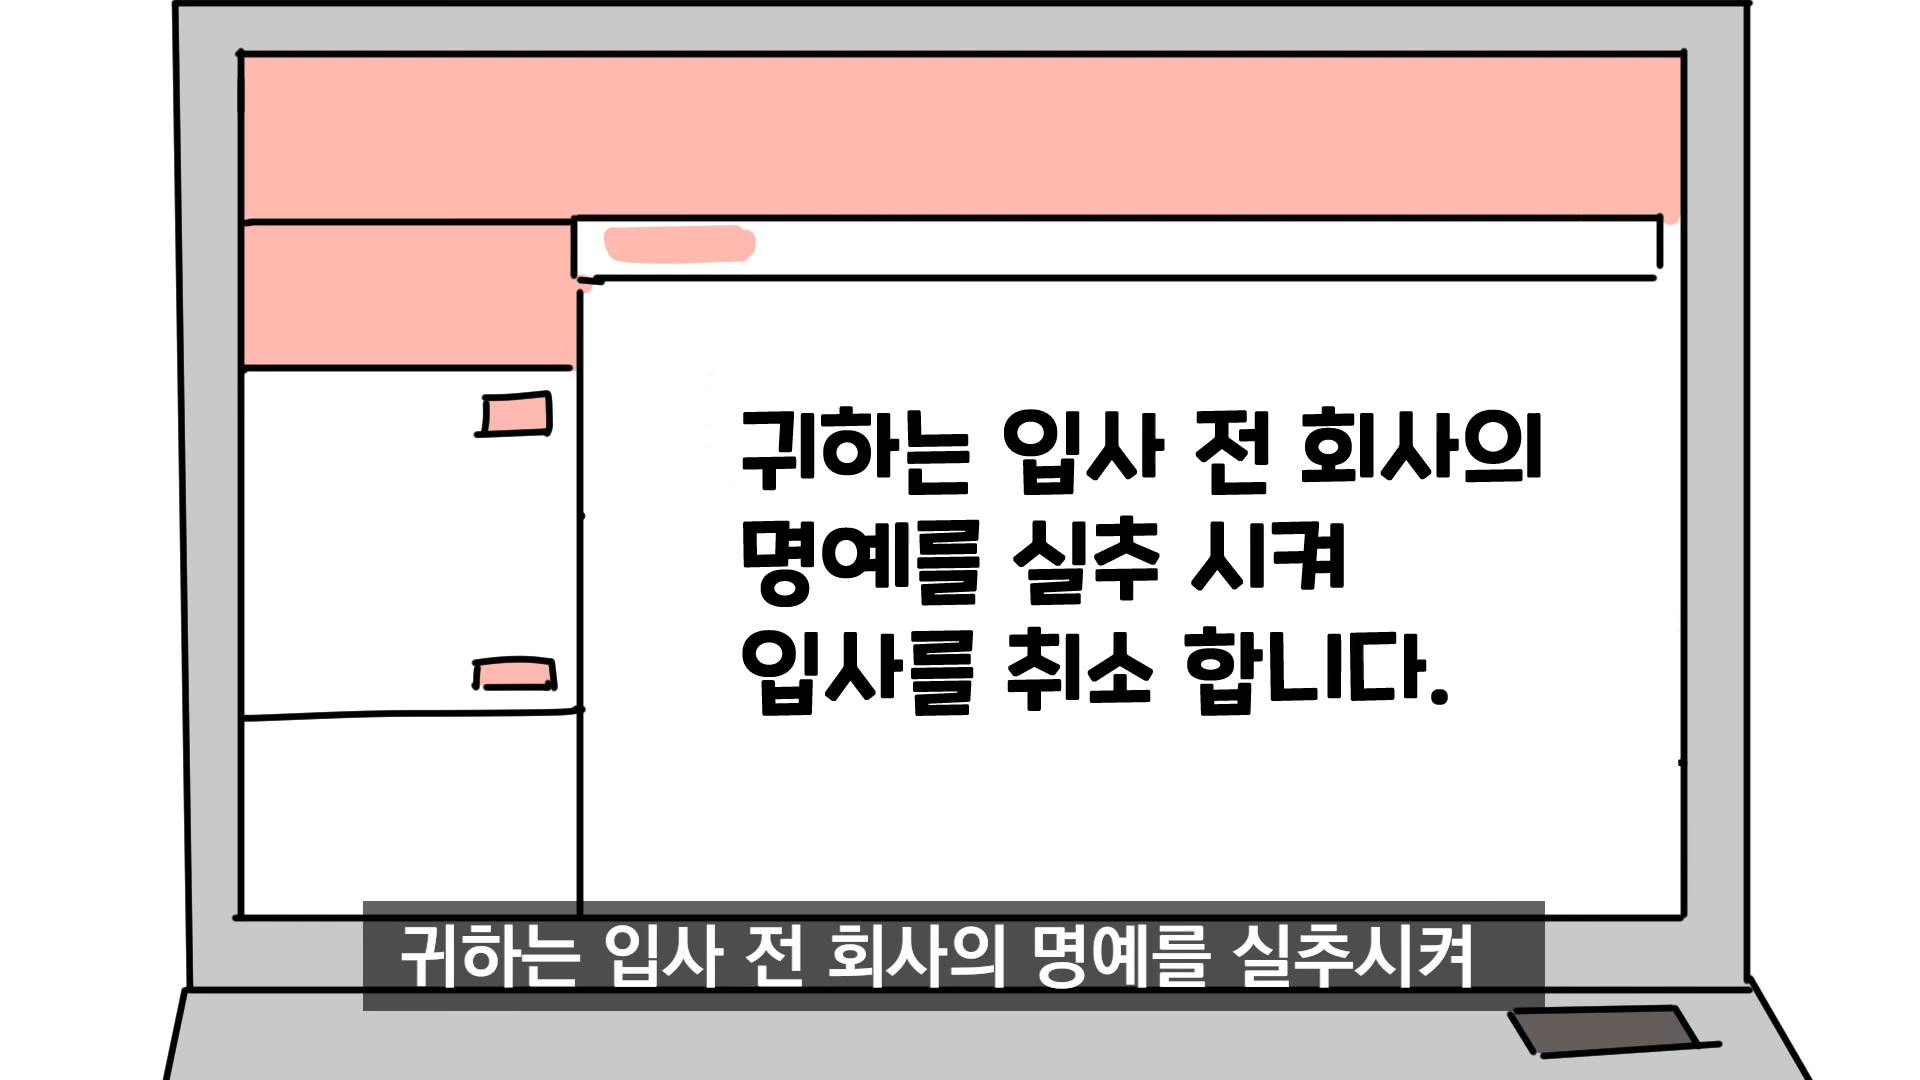 귀하는 입사 전 회사의
명예를 실추 시켜
입사를 취소 합니다.
귀하는 입사 전 회사의 명예를 실추시켜